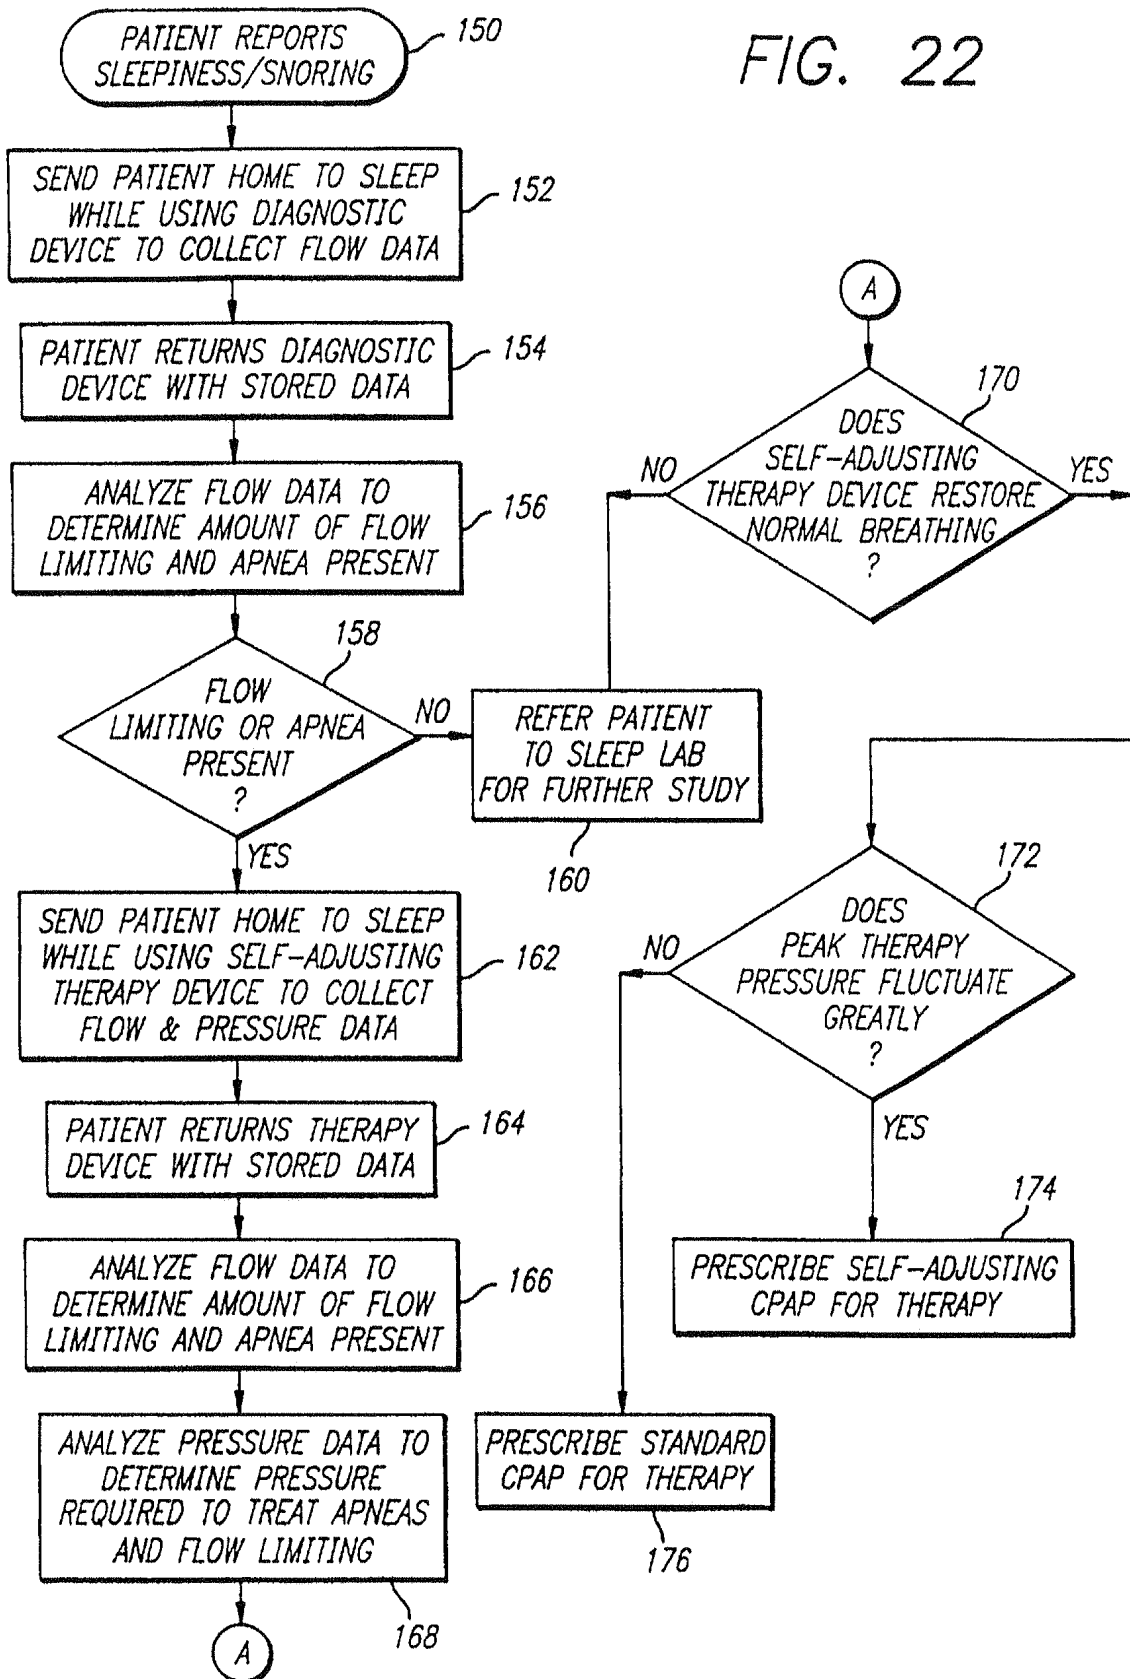 FIG. 22
PATIENT REPORTS
SLEEPINESS/SNORING
150
SEND PATIENT HOME TO SLEEP
WHILE USING DIAGNOSTIC
DEVICE TO COLLECT FLOW DATA
152
PATIENT RETURNS DIAGNOSTIC
DEVICE WITH STORED DATA
154
ANALYZE FLOW DATA TO
DETERMINE AMOUNT OF FLOW
LIMITING AND APNEA PRESENT
156
158
FLOW
LIMITING OR APNEA
PRESENT
?
NO
YES
REFER PATIENT
TO SLEEP LAB
FOR FURTHER STUDY
160
SEND PATIENT HOME TO SLEEP
WHILE USING SELF-ADJUSTING
THERAPY DEVICE TO COLLECT
FLOW & PRESSURE DATA
162
PATIENT RETURNS THERAPY
DEVICE WITH STORED DATA
164
ANALYZE FLOW DATA TO
DETERMINE AMOUNT OF FLOW
LIMITING AND APNEA PRESENT
166
ANALYZE PRESSURE DATA TO
DETERMINE PRESSURE
REQUIRED TO TREAT APNEAS
AND FLOW LIMITING
168
A
A
170
DOES
SELF-ADJUSTING
THERAPY DEVICE RESTORE
NORMAL BREATHING
?
NO
YES
172
DOES
PEAK THERAPY
PRESSURE FLUCTUATE
GREATLY
?
NO
YES
174
PRESCRIBE SELF-ADJUSTING
CPAP FOR THERAPY
PRESCRIBE STANDARD
CPAP FOR THERAPY
176